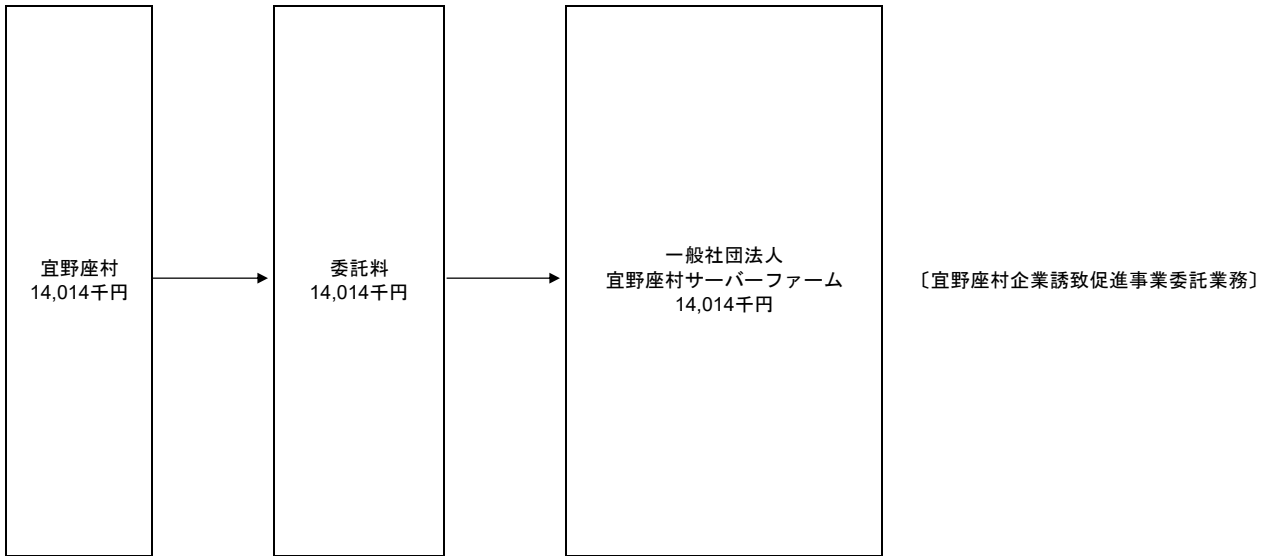 宜野座村
14,014千円
委託料
14,014千円
一般社団法人
宜野座村サーバーファーム
14,014千円
〔宜野座村企業誘致促進事業委託業務〕